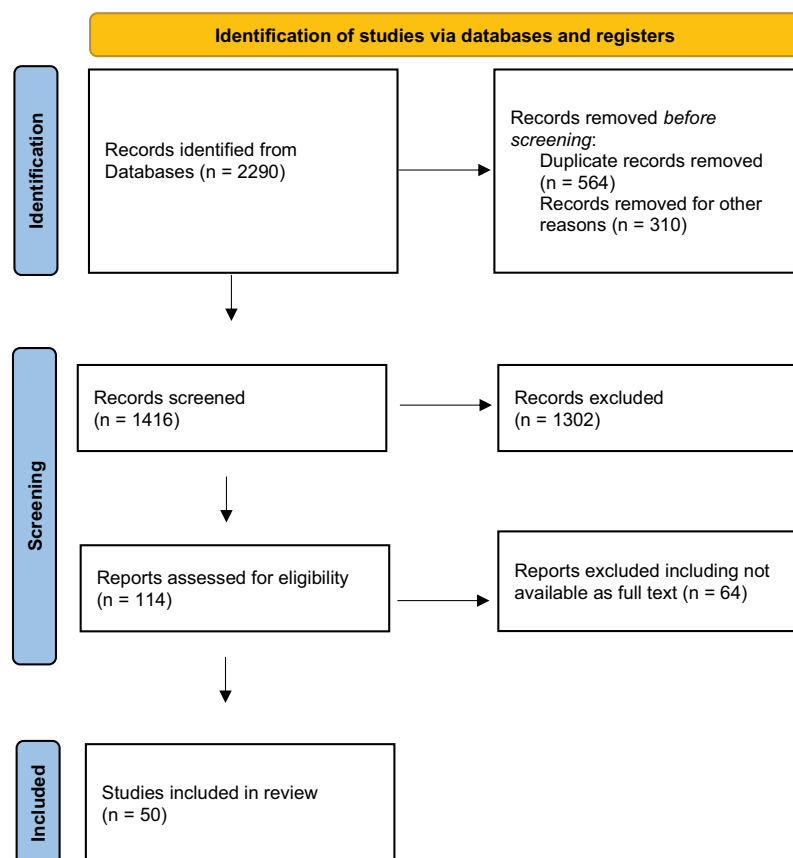 Identification of studies via databases and registers
Identification
Records identified from
Databases (n = 2290)
Records removed before
screening:
Duplicate records removed
(n = 564)
Records removed for other
reasons (n = 310)
Screening
Records screened
(n = 1416)
Records excluded
(n = 1302)
Reports assessed for eligibility
(n = 114)
Reports excluded including not
available as full text (n = 64)
Included
Studies included in review
(n = 50)